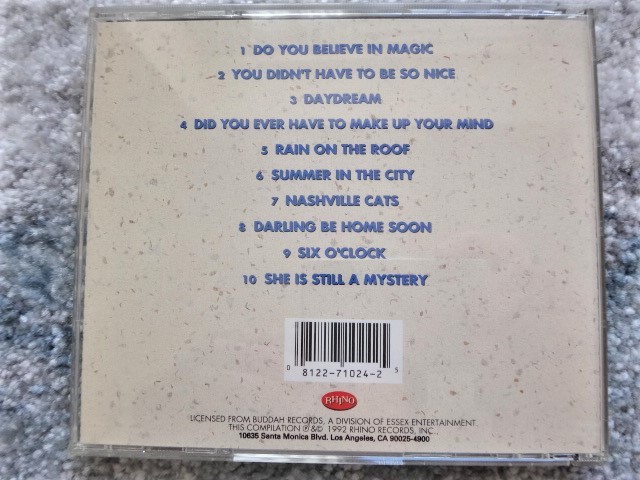 1 DO YOU BELIEVE IN MAGIC
2 YOU DIDN'T HAVE TO BE SO NICE
3 DAYDREAM
4 DID YOU EVER HAVE TO MAKE UP YOUR MIND
5 RAIN ON THE ROOF
6 SUMMER IN THE CITY
7 NASHVILLE CATS
8 DARLING BE HOME SOON
9 SIX O'CLOCK
10 SHE IS STILL A MYSTERY
0 8122-71024-2 5
RHINO
LICENSED FROM BUDDAH RECORDS, A DIVISION OF ESSEX ENTERTAINMENT.
THIS COMPILATION ℗ &© 1992 RHINO RECORDS, INC.,
10635 Santa Monica Blvd. Los Angeles, CA 90025-4900